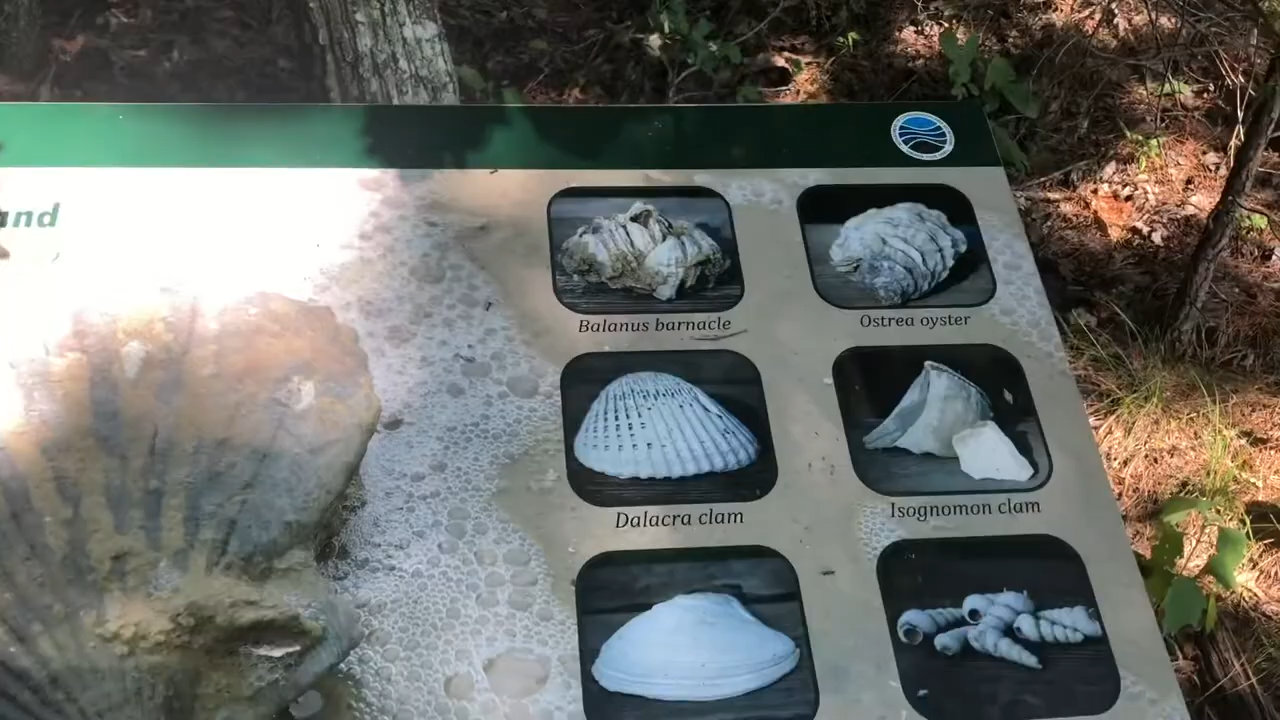 and
Balanus barnacle
Ostrea oyster
Dalacra clam
Isognomon clam